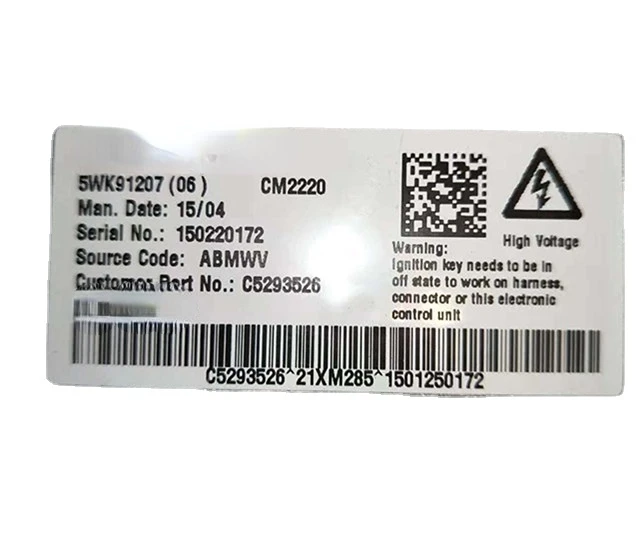 5WK91207 (06 ) CM2220
Man. Date: 15/04
Serial No.: 150220172
Source Code: ABMWV
Customos Part No.: C5293526
High Voltage
Warning:
Ignition key needs to be in
off state to work on harness,
connector or this electronic
control unit
C5293526^21XM285^1501250172